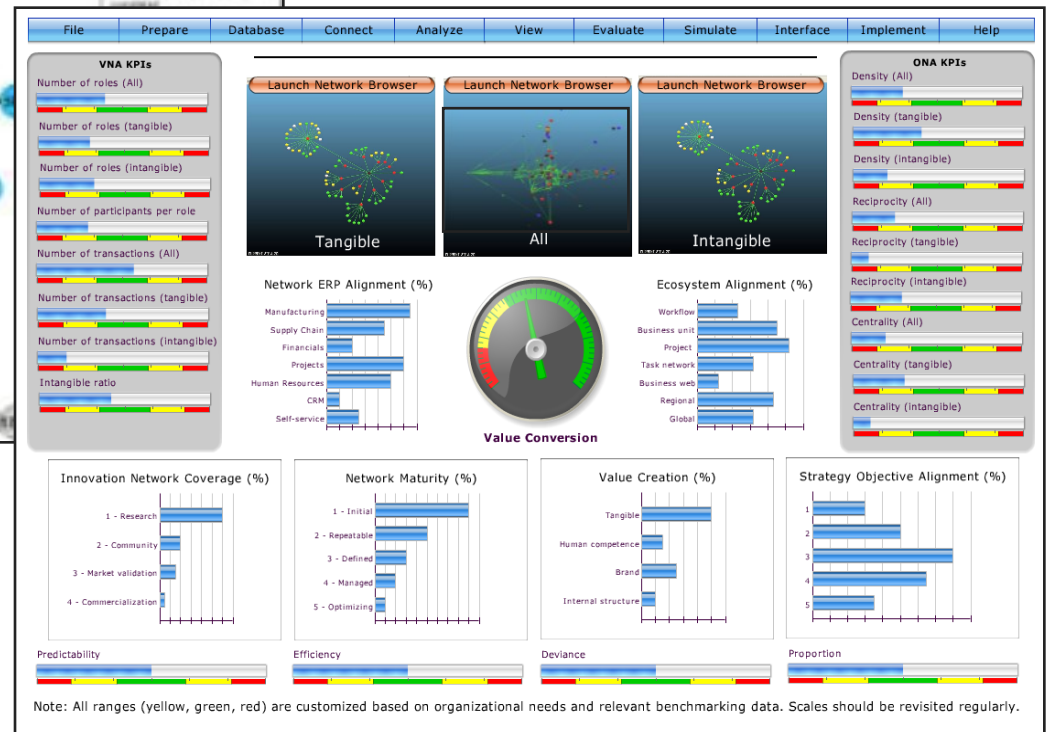 File Prepare Database Connect Analyze View Evaluate Simulate Interface Implement Help
VNA KPIs
Number of roles (All)
Number of roles (tangible)
Number of roles (intangible)
Number of participants per role
Number of transactions (All)
Number of transactions (tangible)
Number of transactions (intangible)
Intangible ratio
Launch Network Browser
Tangible
Launch Network Browser
All
Launch Network Browser
Intangible
ONA KPIs
Density (All)
Density (tangible)
Density (intangible)
Reciprocity (All)
Reciprocity (tangible)
Reciprocity (intangible)
Centrality (All)
Centrality (tangible)
Centrality (intangible)
Network ERP Alignment (%)
Manufacturing
Supply Chain
Financials
Projects
Human Resources
CRM
Self-service
Value Conversion
Ecosystem Alignment (%)
Workflow
Business unit
Project
Task network
Business web
Regional
Global
Innovation Network Coverage (%)
1 - Research
2 - Community
3 - Market validation
4 - Commercialization
Network Maturity (%)
1 - Initial
2 - Repeatable
3 - Defined
4 - Managed
5 - Optimizing
Value Creation (%)
Tangible
Human competence
Brand
Internal structure
Strategy Objective Alignment (%)
1
2
3
4
5
Predictability
Efficiency
Deviance
Proportion
Note: All ranges (yellow, green, red) are customized based on organizational needs and relevant benchmarking data. Scales should be revisited regularly.